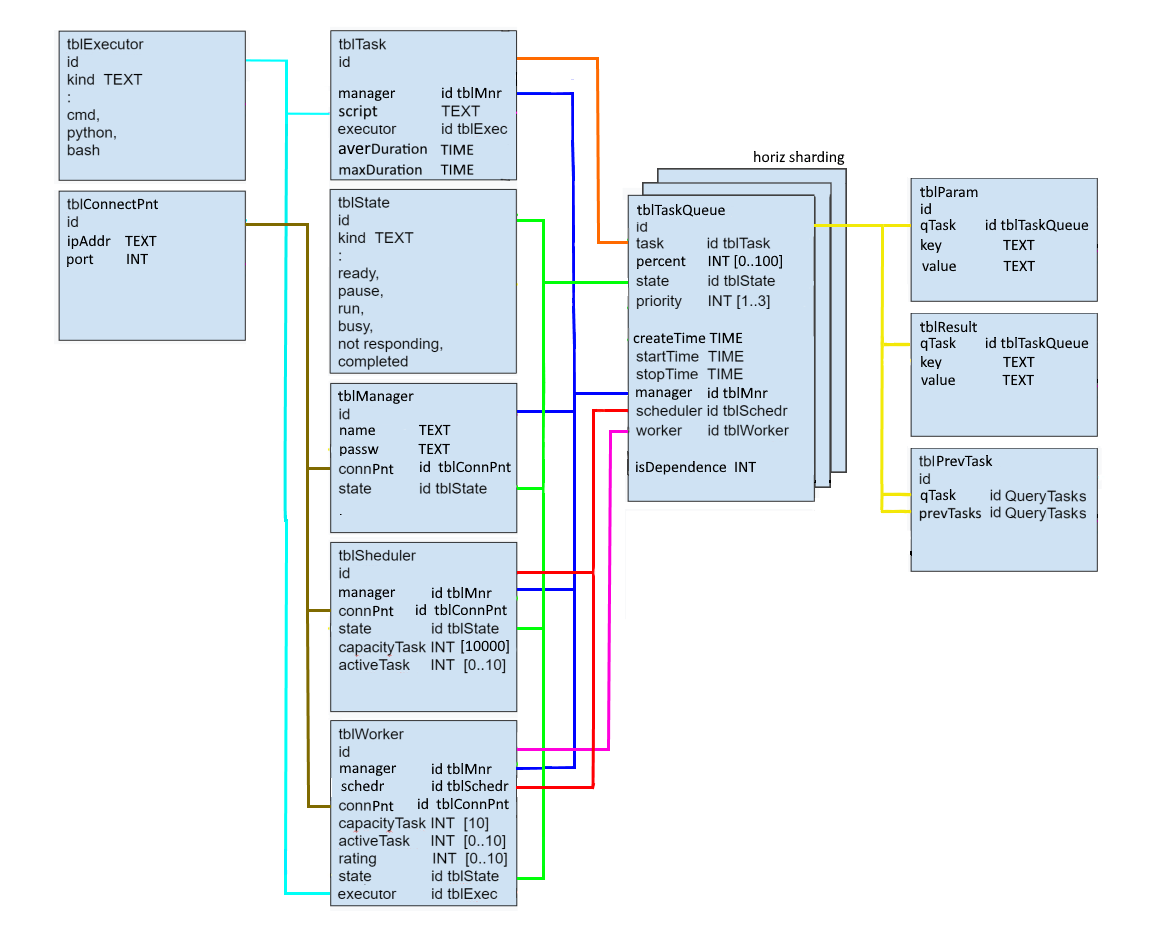 tblExecutor
id
kind TEXT
:
cmd,
python,
bash
tblConnectPnt
id
ipAddr TEXT
port INT
tblTask
id
manager id tblMnr
script TEXT
executor id tblExec
averDuration TIME
maxDuration TIME
tblState
id
kind TEXT
:
ready,
pause,
run,
busy,
not responding,
completed
tblManager
id
name TEXT
passw TEXT
connPnt id tblConnPnt
state id tblState
.
tblSheduler
id
manager id tblMnr
connPnt id tblConnPnt
state id tblState
capacityTask INT [10000]
activeTask INT [0..10]
tblWorker
id
manager id tblMnr
schedr id tblSchedr
connPnt id tblConnPnt
capacityTask INT [10]
activeTask INT [0..10]
rating INT [0..10]
state id tblState
executor id tblExec
horiz sharding
tblTaskQueue
id
task id tblTask
percent INT [0..100]
state id tblState
priority INT [1..3]
createTime TIME
startTime TIME
stopTime TIME
manager id tblMnr
scheduler id tblSchedr
worker id tblWorker
isDependence INT
tblParam
id
qTask id tblTaskQueue
key TEXT
value TEXT
tblResult
qTask id tblTaskQueue
key TEXT
value TEXT
tblPrevTask
id
qTask id QueryTasks
prevTasks id QueryTasks